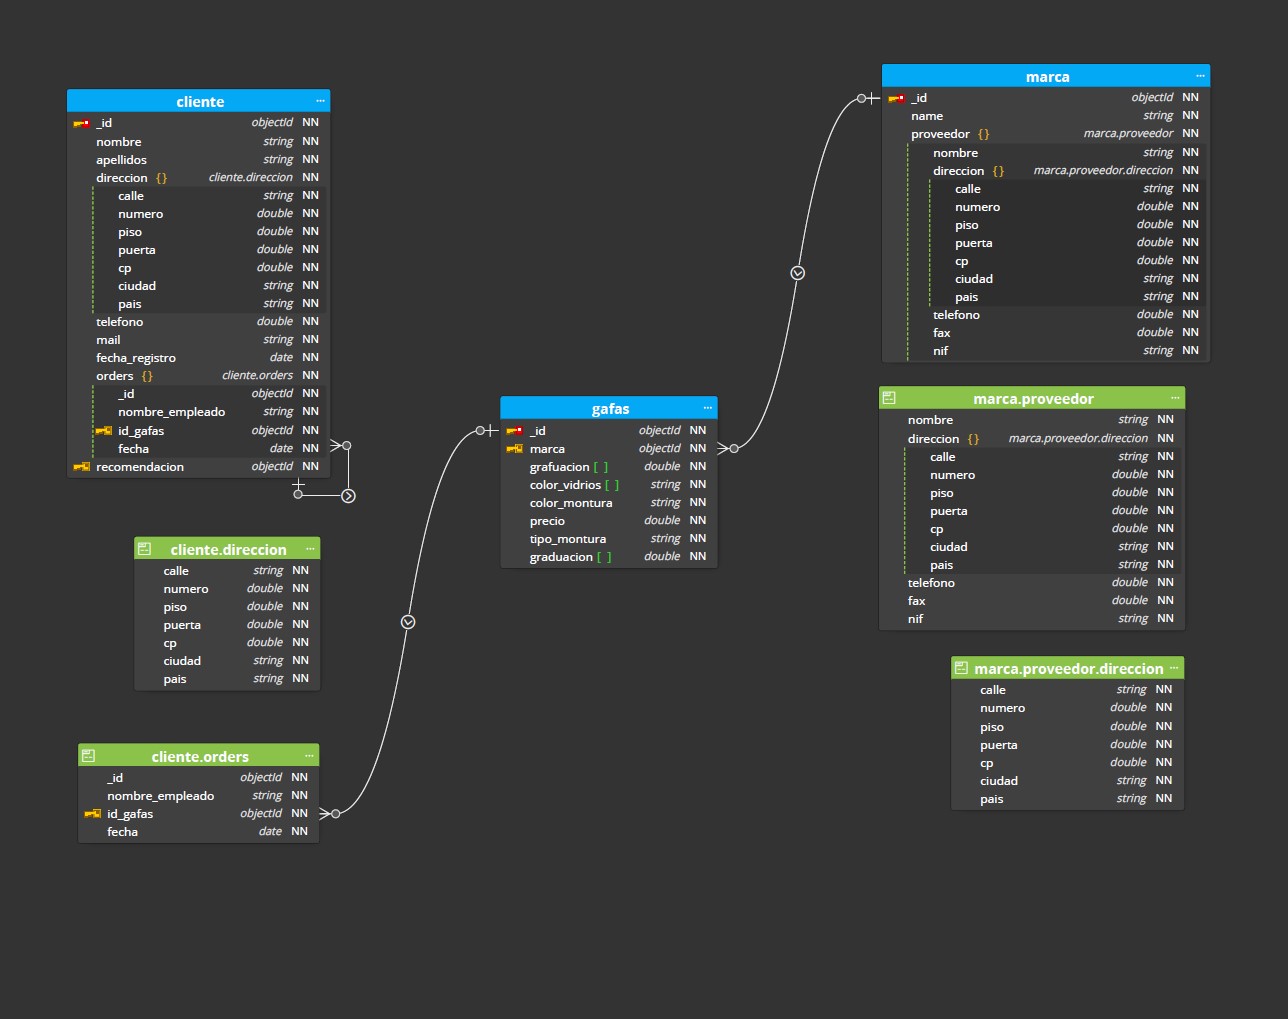 cliente ...
_id objectId NN
nombre string NN
apellidos string NN
direccion {} cliente.direccion NN
calle string NN
numero double NN
piso double NN
puerta double NN
cp double NN
ciudad string NN
pais string NN
telefono double NN
mail string NN
fecha_registro date NN
orders {} cliente.orders NN
_id objectId NN
nombre_empleado string NN
id_gafas objectId NN
fecha date NN
recomendacion objectId NN
cliente.direccion ...
calle string NN
numero double NN
piso double NN
puerta double NN
cp double NN
ciudad string NN
pais string NN
cliente.orders ...
_id objectId NN
nombre_empleado string NN
id_gafas objectId NN
fecha date NN
gafas ...
_id objectId NN
marca objectId NN
grafuacion [ ] double NN
color_vidrios [ ] string NN
color_montura string NN
precio double NN
tipo_montura string NN
graduacion [ ] double NN
marca ...
_id objectId NN
name string NN
proveedor {} marca.proveedor NN
nombre string NN
direccion {} marca.proveedor.direccion NN
calle string NN
numero double NN
piso double NN
puerta double NN
cp double NN
ciudad string NN
pais string NN
telefono double NN
fax double NN
nif string NN
marca.proveedor ...
nombre string NN
direccion {} marca.proveedor.direccion NN
calle string NN
numero double NN
piso double NN
puerta double NN
cp double NN
ciudad string NN
pais string NN
telefono double NN
fax double NN
nif string NN
marca.proveedor.direccion ...
calle string NN
numero double NN
piso double NN
puerta double NN
cp double NN
ciudad string NN
pais string NN